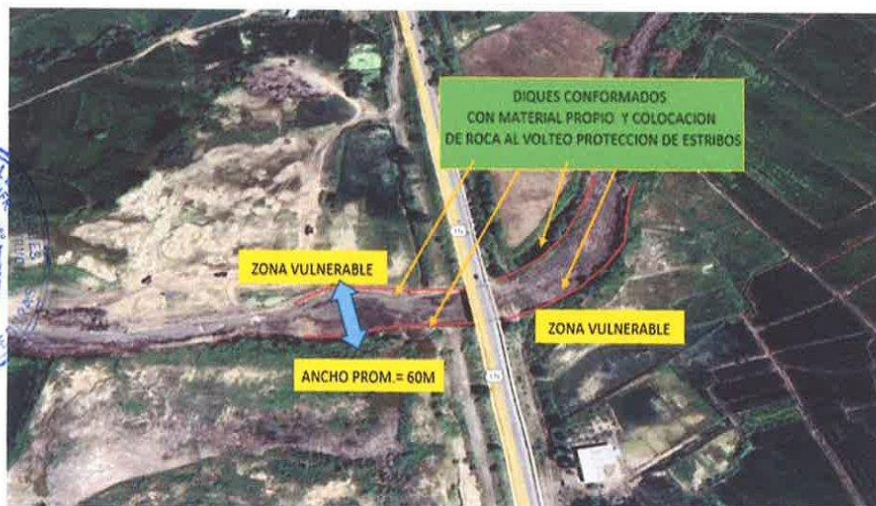 DIQUES CONFORMADOS
CON MATERIAL PROPIO Y COLOCACION
DE ROCA AL VOLTEO PROTECCION DE ESTRIBOS
ZONA VULNERABLE
ZONA VULNERABLE
ANCHO PROM.= 60M